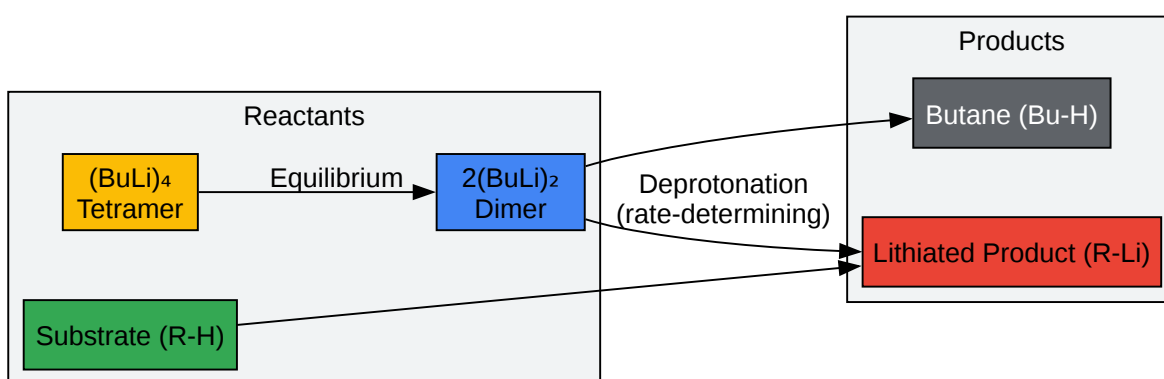 Products
Butane (Bu-H)
Reactants
(BuLi)₄
Tetramer
Equilibrium
2(BuLi)₂
Dimer
Deprotonation
(rate-determining)
Lithiated Product (R-Li)
Substrate (R-H)